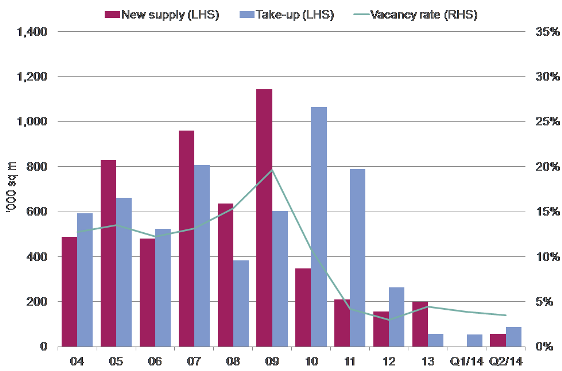 New supply (LHS) Take-up (LHS) Vacancy rate (RHS)
1,400 35%
1,200 30%
1,000 25%
800 20%
600 15%
400 10%
200 5%
0 0%
'000 sq m
04 05 06 07 08 09 10 11 12 13 Q1/14 Q2/14